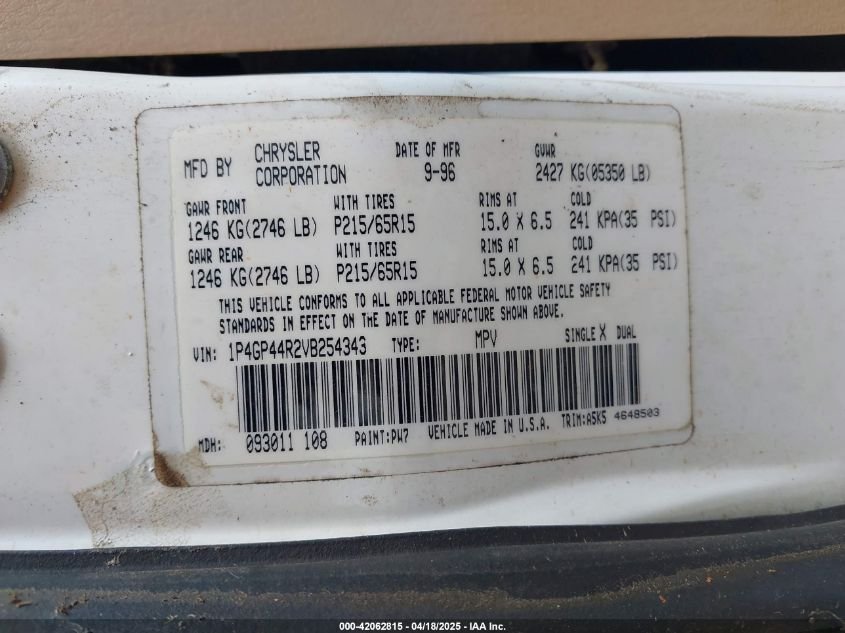 MFD BY CHRYSLER CORPORATION DATE OF MFR 9-96 GVWR 2427 KG(05350 LB)
GAWR FRONT WITH TIRES RIMS AT COLD
1246 KG(2746 LB) P215/65R15 15.0 X 6.5 241 KPA(35 PSI)
GAWR REAR WITH TIRES RIMS AT COLD
1246 KG(2746 LB) P215/65R15 15.0 X 6.5 241 KPA(35 PSI)
THIS VEHICLE CONFORMS TO ALL APPLICABLE FEDERAL MOTOR VEHICLE SAFETY
STANDARDS IN EFFECT ON THE DATE OF MANUFACTURE SHOWN ABOVE.
VIN: 1P4GP44R2VB254343 TYPE: MPV SINGLE X DUAL
MDH: 093011 108 PAINT:PW7 VEHICLE MADE IN U.S.A. TRIM:A5K5 4648503
000-42062815 - 04/18/2025 - IAA Inc.